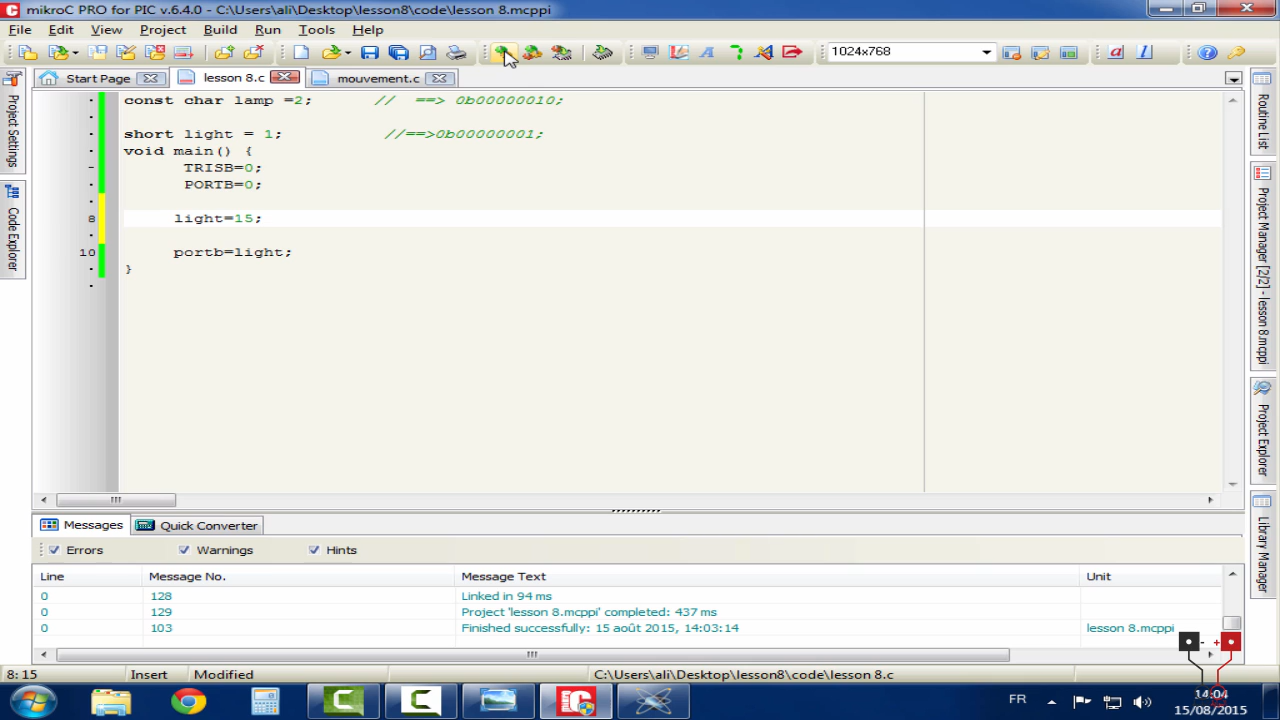 mikroC PRO for PIC v.6.4.0 - C:\Users\ali\Desktop\lesson8\code\lesson 8.mcppi
File Edit View Project Build Run Tools Help
1024x768
Start Page lesson 8.c mouvement.c
const char lamp =2; // ==> 0b00000010;
short light = 1; //==>0b00000001;
void main() {
TRISB=0;
PORTB=0;
8 light=15;
10 portb=light;
}
Project Settings
Code Explorer
Routine List
Project Manager [2/2] - lesson 8.mcppi
Project Explorer
Library Manager
Messages Quick Converter
Errors Warnings Hints
Line Message No. Message Text Unit
0 128 Linked in 94 ms
0 129 Project 'lesson 8.mcppi' completed: 437 ms
0 103 Finished successfully: 15 août 2015, 14:03:14 lesson 8.mcppi
8:15 Insert Modified C:\Users\ali\Desktop\lesson8\code\lesson 8.c
FR 14:04
15/08/2015